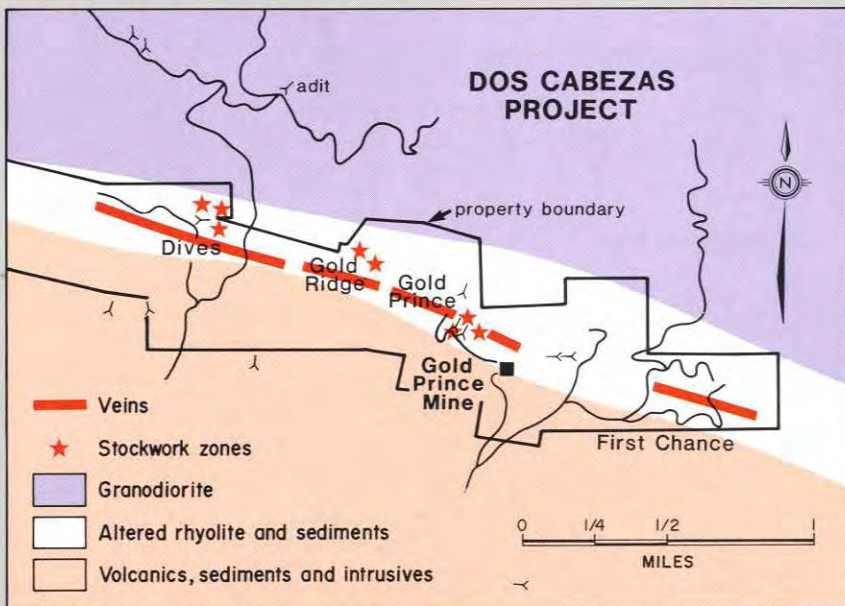 DOS CABEZAS
PROJECT
adit
N
property boundary
Dives
Gold
Ridge
Gold
Prince
Gold
Prince
Mine
First Chance
Veins
Stockwork zones
Granodiorite
Altered rhyolite and sediments
Volcanics, sediments and intrusives
0 1/4 1/2 1
MILES